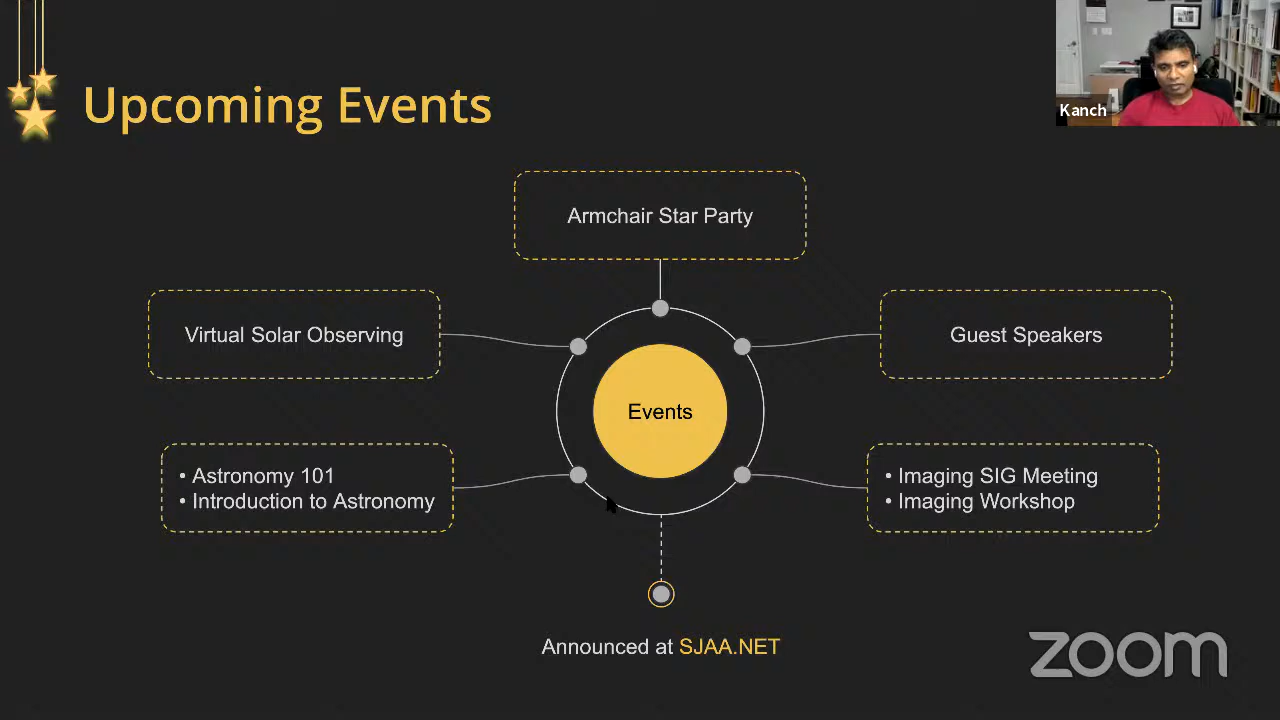 Upcoming Events
Kanch
Armchair Star Party
Virtual Solar Observing
Guest Speakers
Events
• Astronomy 101
• Introduction to Astronomy
• Imaging SIG Meeting
• Imaging Workshop
Announced at SJAA.NET
zoom